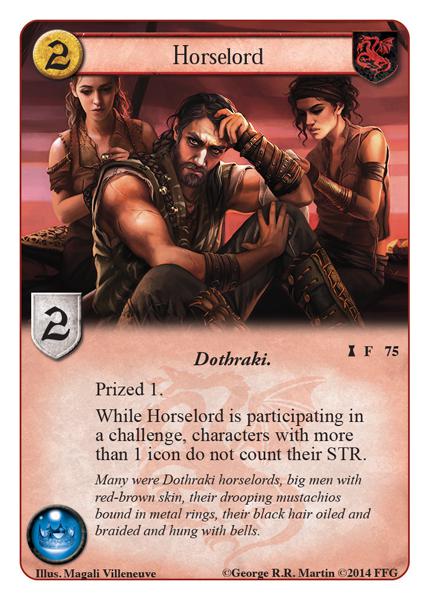 2
Horselord
2
Dothraki.
F 75
Prized 1.
While Horselord is participating in
a challenge, characters with more
than 1 icon do not count their STR.
Many were Dothraki horselords, big men with
red-brown skin, their drooping mustachios
bound in metal rings, their black hair oiled and
braided and hung with bells.
Illus. Magali Villeneuve
©George R.R. Martin ©2014 FFG